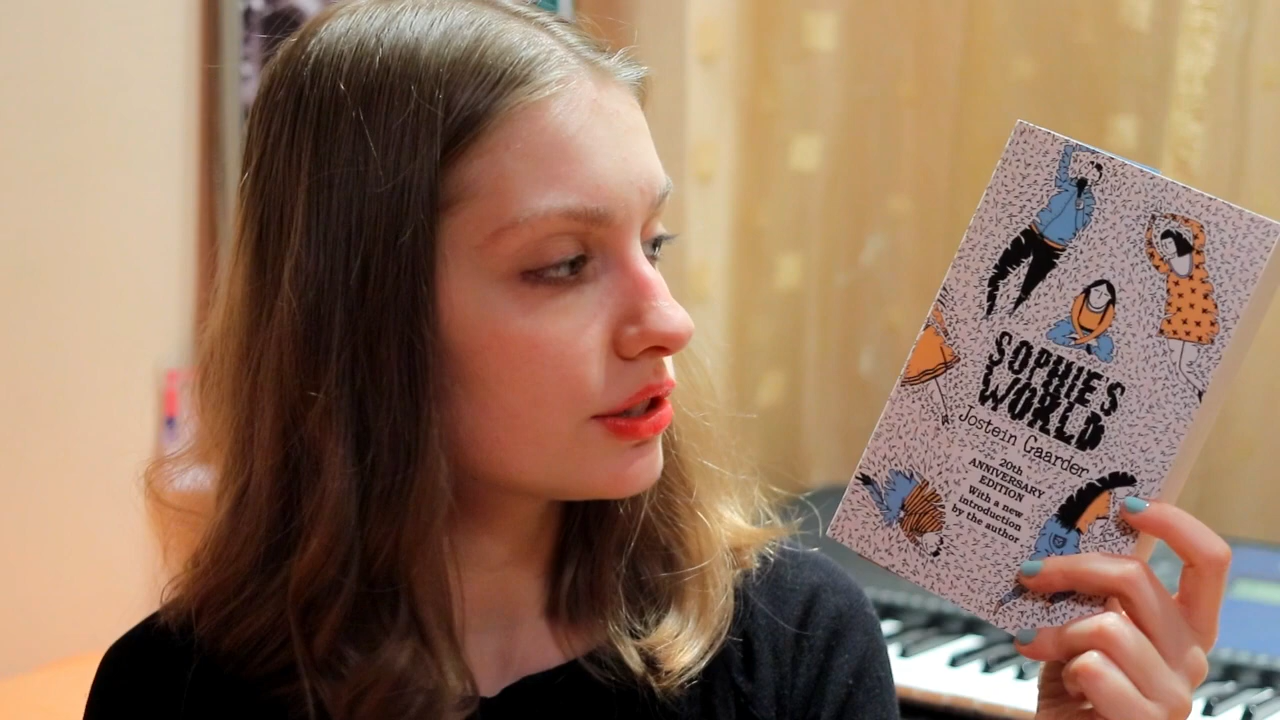 SOPHIE'S
WORLD
Jostein Gaarder
20th
ANNIVERSARY
EDITION
With a new
introduction
by the author